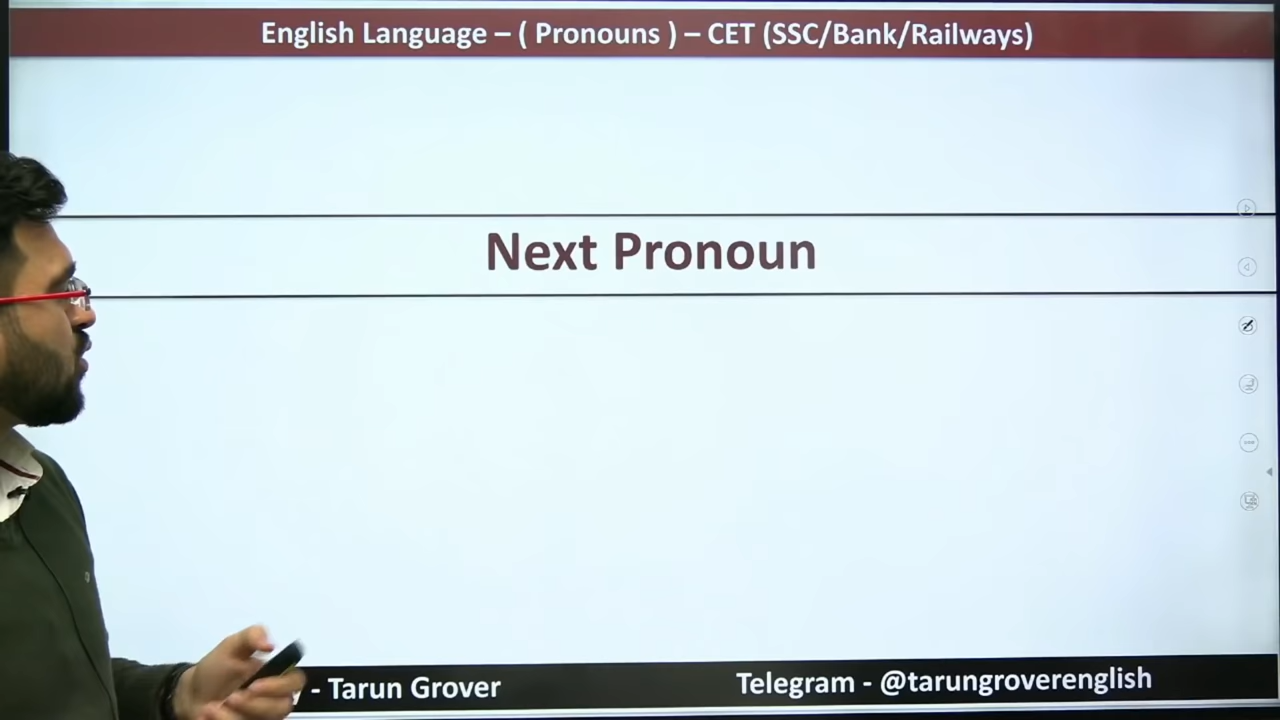 English Language – ( Pronouns ) – CET (SSC/Bank/Railways)
Next Pronoun
- Tarun Grover
Telegram - @tarungroverenglish